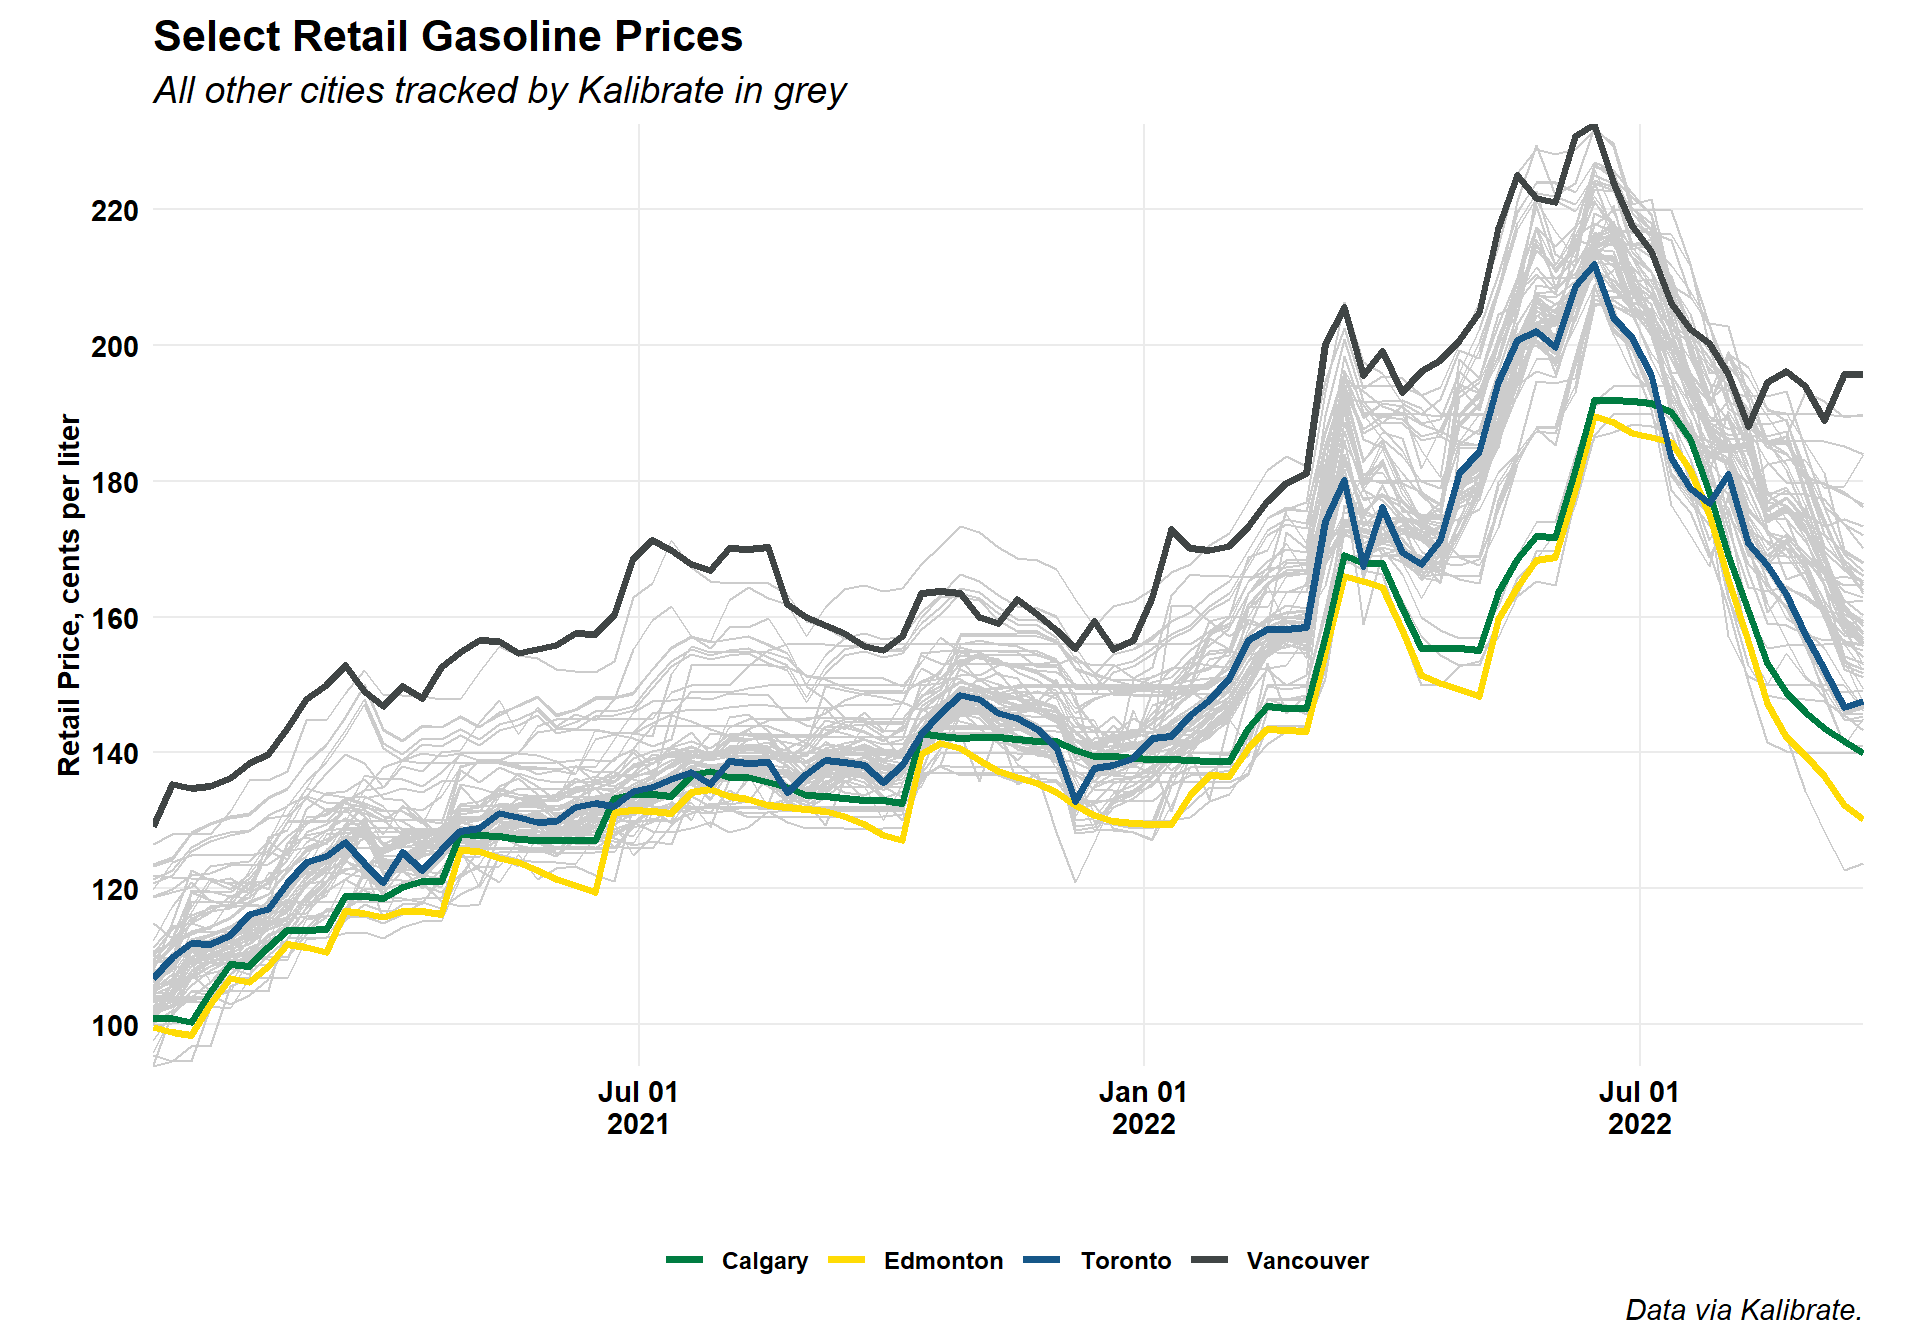 Select Retail Gasoline Prices
All other cities tracked by Kalibrate in grey
Retail Price, cents per liter
220
200
180
160
140
120
100
Jul 01
2021
Jan 01
2022
Jul 01
2022
Calgary Edmonton Toronto Vancouver
Data via Kalibrate.